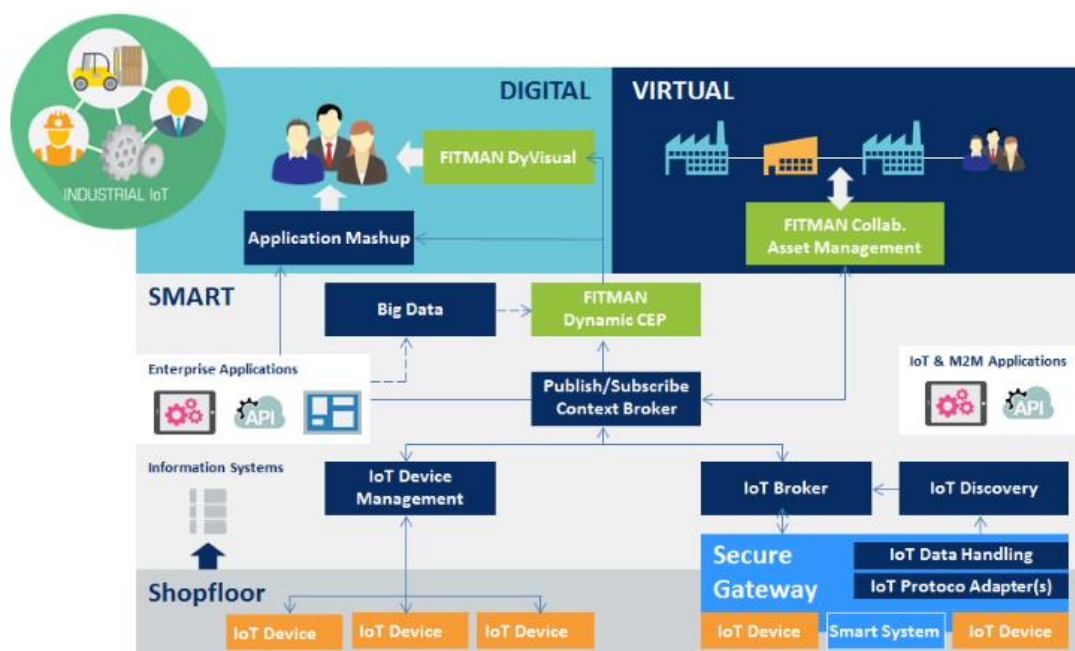 INDUSTRIAL IoT
DIGITAL
VIRTUAL
FITMAN DyVisual
Application Mashup
FITMAN Collab.
Asset Management
SMART
Big Data
FITMAN
Dynamic CEP
Enterprise Applications
API
Publish/Subscribe
Context Broker
IoT & M2M Applications
API
Information Systems
IoT Device
Management
IoT Broker
IoT Discovery
Secure
Gateway
IoT Data Handling
IoT Protoco Adapter(s)
Shopfloor
IoT Device
IoT Device
IoT Device
IoT Device
Smart System
IoT Device